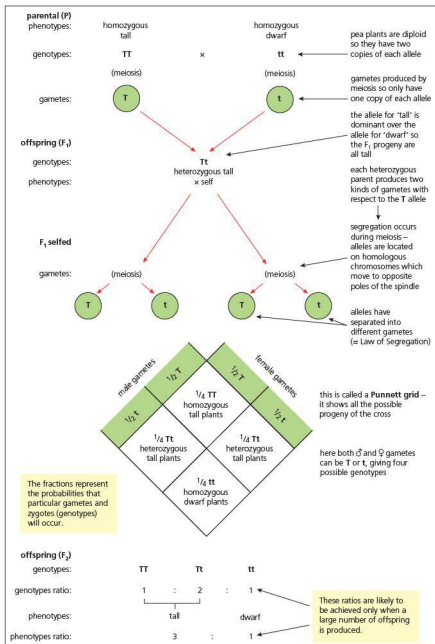 parental (P)
phenotypes:
homozygous
tall
homozygous
dwarf
genotypes:
TT
×
tt
pea plants are diploid
so they have two
copies of each allele
(meiosis)
(meiosis)
gametes:
T
t
gametes produced by
meiosis so only have
one copy of each allele
the allele for 'tall' is
dominant over the
allele for 'dwarf' so
the F1 progeny are
all tall
offspring (F1)
genotypes:
Tt
phenotypes:
heterozygous tall
× self
each heterozygous
parent produces two
kinds of gametes with
respect to the T allele
F1 selfed
gametes:
(meiosis)
(meiosis)
segregation occurs
during meiosis –
alleles are located
on homologous
chromosomes which
move to opposite
poles of the spindle
T
t
T
t
alleles have
separated into
different gametes
(= Law of Segregation)
male gametes
female gametes
1/2 T
1/2 T
1/2 t
1/2 t
1/4 TT
homozygous
tall plants
1/4 Tt
heterozygous
tall plants
1/4 Tt
heterozygous
tall plants
1/4 tt
homozygous
dwarf plants
this is called a Punnett grid –
it shows all the possible
progeny of the cross
here both ♂ and ♀ gametes
can be T or t, giving four
possible genotypes
The fractions represent
the probabilities that
particular gametes and
zygotes (genotypes)
will occur.
offspring (F2)
genotypes:
TT
Tt
tt
genotypes ratio:
1 : 2 : 1
phenotypes:
tall
dwarf
phenotypes ratio:
3 : 1
These ratios are likely to
be achieved only when a
large number of offspring
is produced.